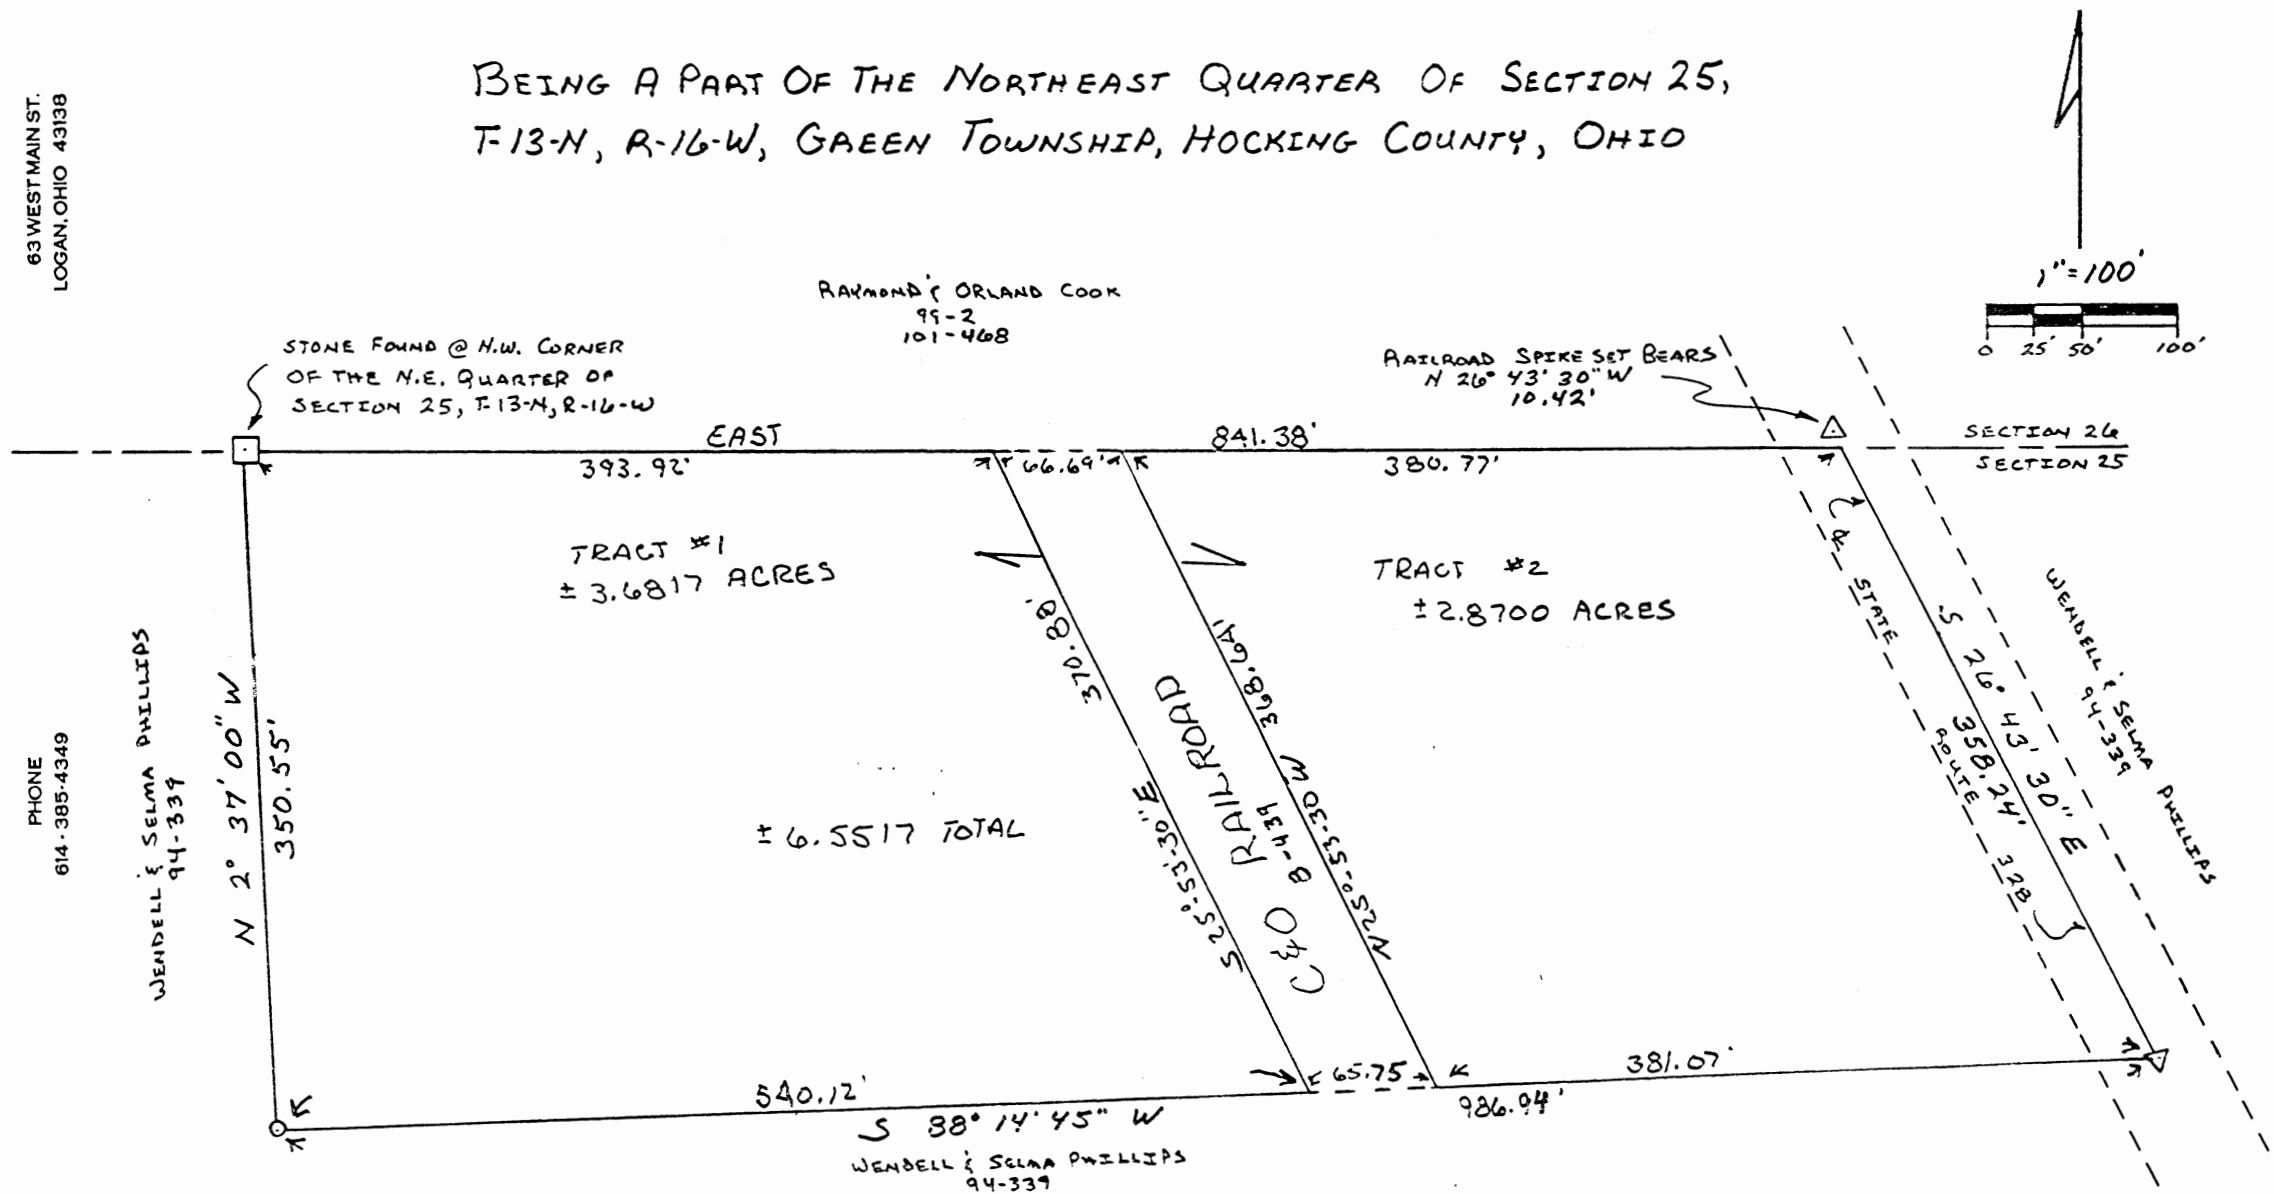 BEING A PART OF THE NORTHEAST QUARTER OF SECTION 25,
T-13-N, R-16-W, GREEN TOWNSHIP, HOCKING COUNTY, OHIO
63 WEST MAIN ST.
LOGAN, OHIO 43138
1"=100'
0 25' 50' 100'
RAYMOND & ORLAND COOK
99-2
101-468
STONE FOUND @ N.W. CORNER
OF THE N.E. QUARTER OF
SECTION 25, T-13-N, R-16-W
RAILROAD SPIKE SET BEARS
N 26° 43' 30" W
10.42'
EAST 841.38'
SECTION 26
SECTION 25
393.92' 66.69' 380.77'
TRACT #1
± 3.6817 ACRES
TRACT #2
± 2.8700 ACRES
WENDELL & SELMA PHILLIPS
94-339
N 2° 37' 00" W
350.55'
PHONE
614-385-4349
± 6.5517 TOTAL
370.88'
S 25°-53'-30" E
C&O RAILROAD
8-439
368.64'
N 25°-53-30 W
℄ STATE ROUTE 328
S 26° 43' 30" E
358.24'
WENDELL & SELMA PHILLIPS
94-339
540.12' 65.75 381.07'
S 88° 14' 45" W 986.94'
WENDELL & SELMA PHILLIPS
94-339